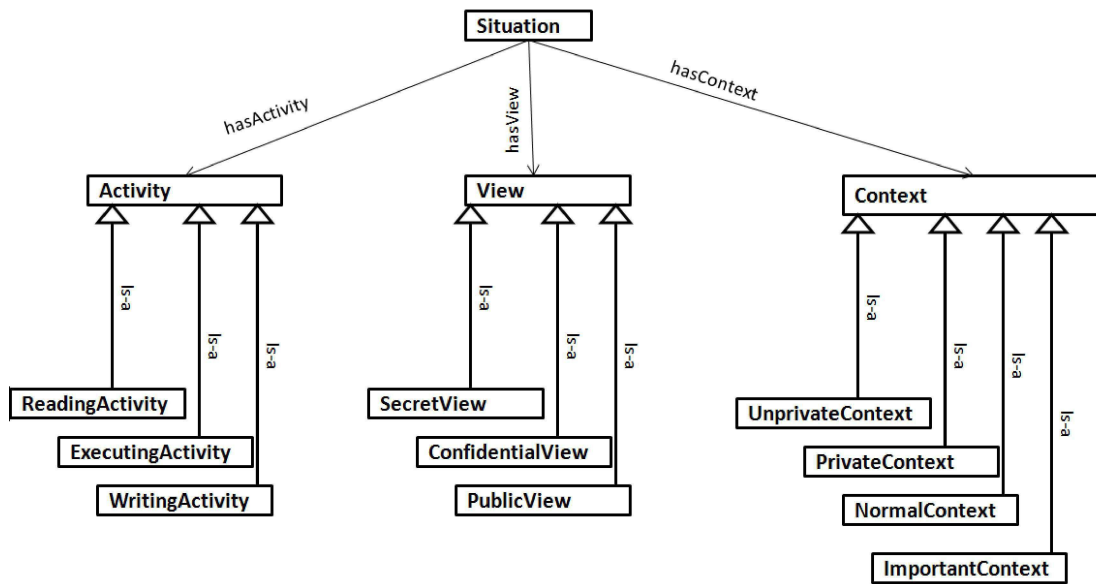 Situation
hasActivity
hasView
hasContext
Activity
View
Context
Is-a
Is-a
Is-a
Is-a
Is-a
Is-a
Is-a
Is-a
Is-a
Is-a
ReadingActivity
SecretView
UnprivateContext
ExecutingActivity
ConfidentialView
PrivateContext
WritingActivity
PublicView
NormalContext
ImportantContext